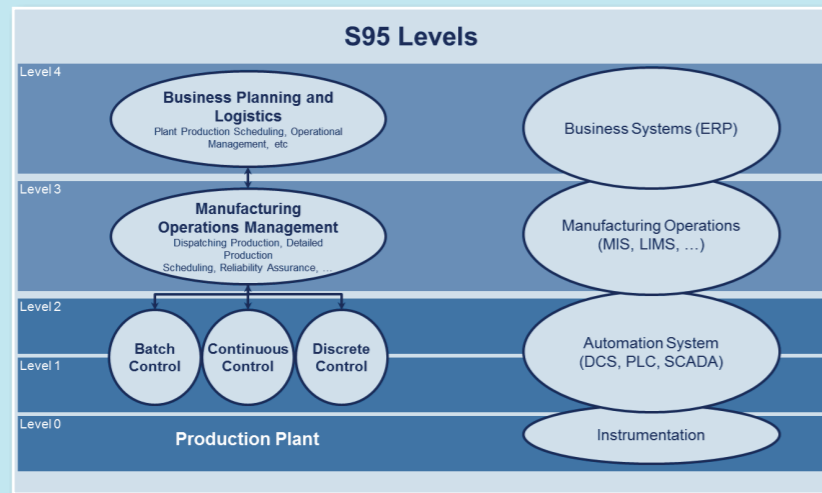 S95 Levels
Level 4
Business Planning and
Logistics
Plant Production Scheduling, Operational
Management, etc
Business Systems (ERP)
Level 3
Manufacturing
Operations Management
Dispatching Production, Detailed
Production
Scheduling, Reliability Assurance, ...
Manufacturing Operations
(MIS, LIMS, ...)
Level 2
Batch
Control
Continuous
Control
Discrete
Control
Automation System
(DCS, PLC, SCADA)
Level 1
Level 0
Production Plant
Instrumentation